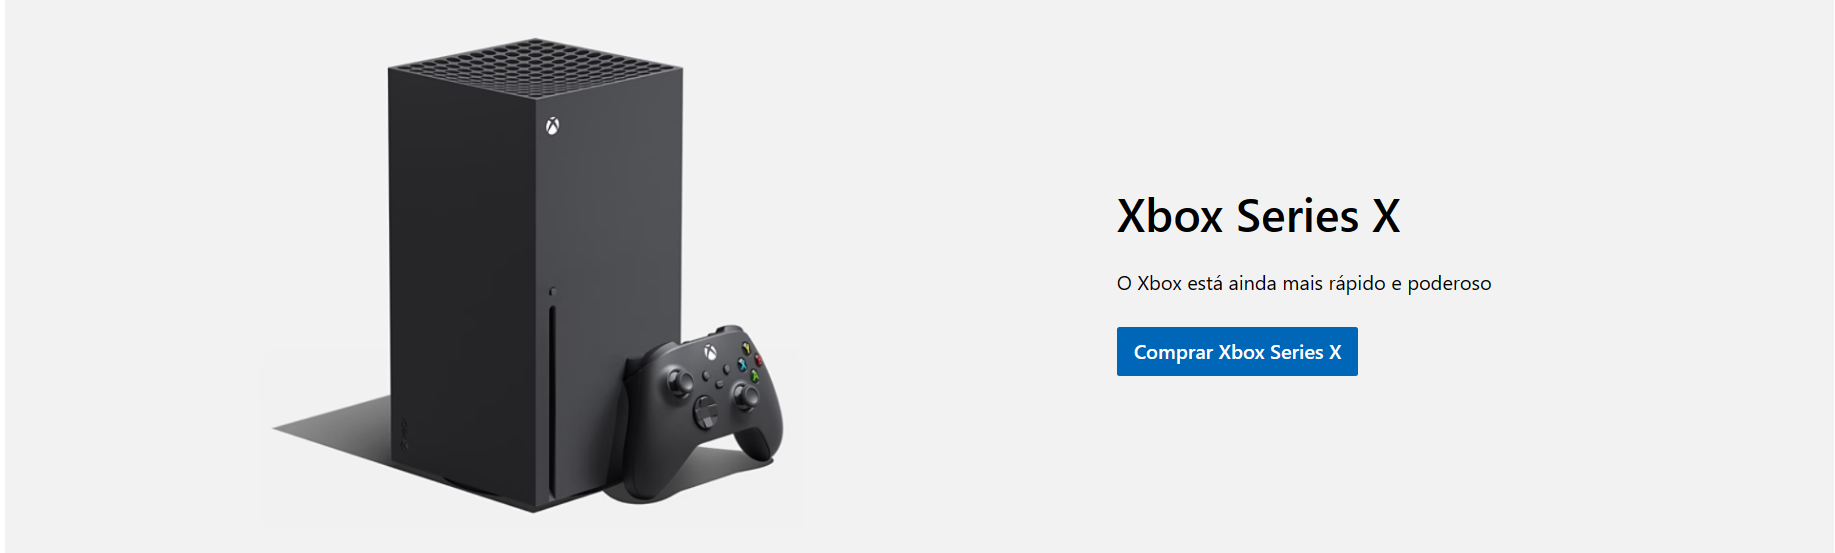 Xbox Series X
O Xbox está ainda mais rápido e poderoso
Comprar Xbox Series X
Y
X
A